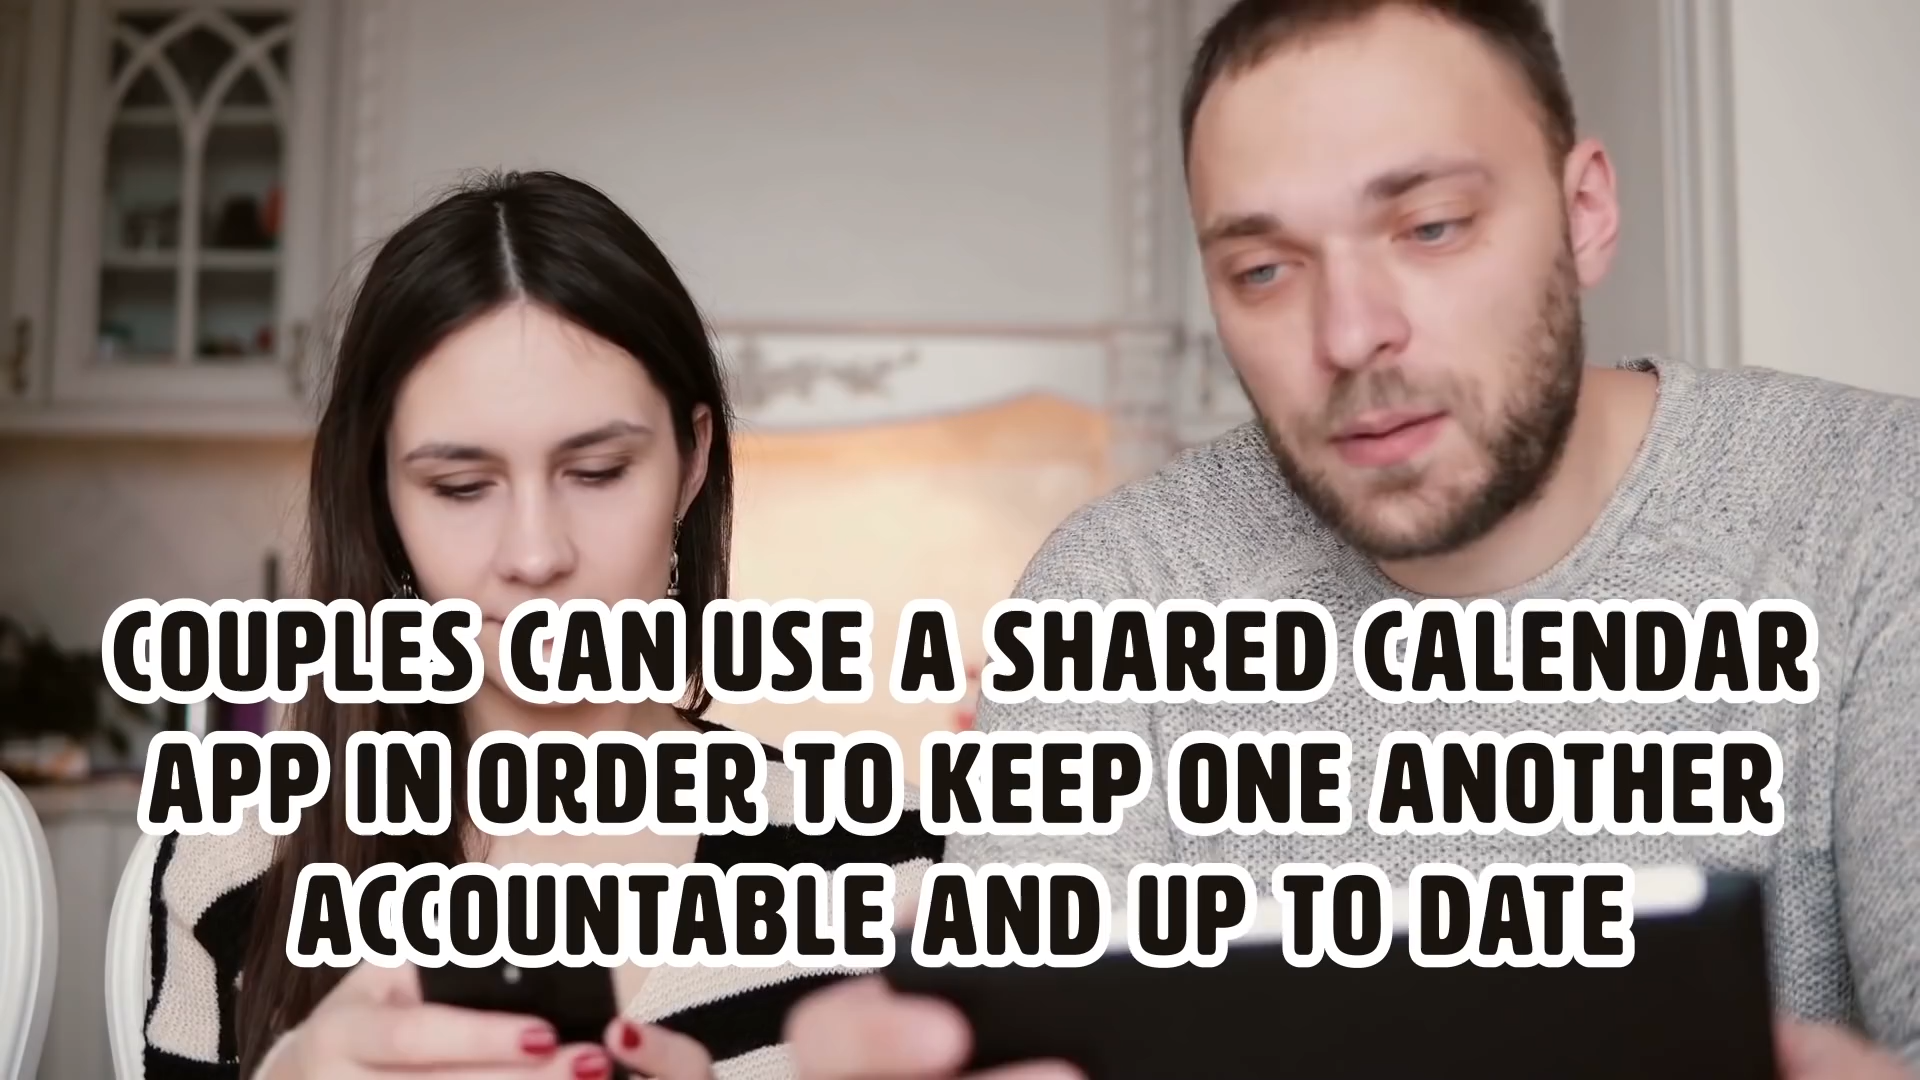 COUPLES CAN USE A SHARED CALENDAR
APP IN ORDER TO KEEP ONE ANOTHER
ACCOUNTABLE AND UP TO DATE